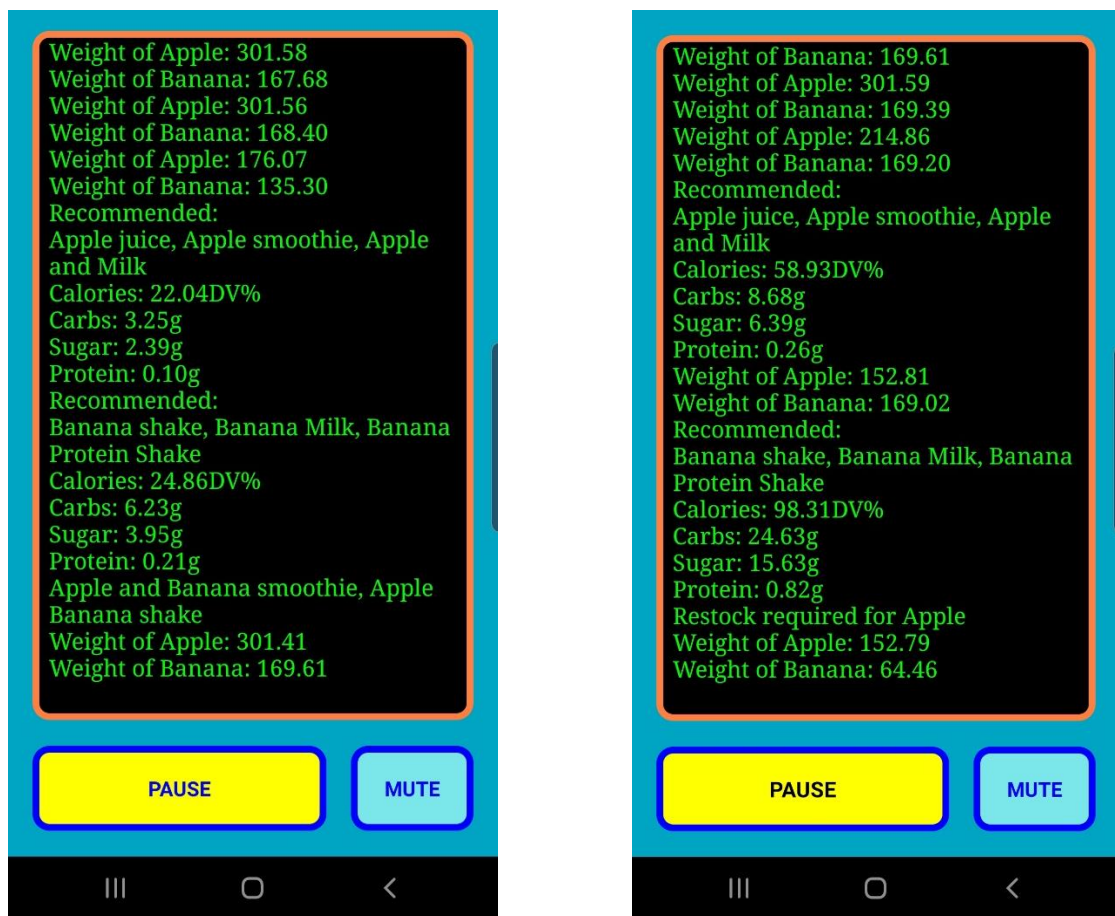 Weight of Apple: 301.58
Weight of Banana: 167.68
Weight of Apple: 301.56
Weight of Banana: 168.40
Weight of Apple: 176.07
Weight of Banana: 135.30
Recommended:
Apple juice, Apple smoothie, Apple
and Milk
Calories: 22.04DV%
Carbs: 3.25g
Sugar: 2.39g
Protein: 0.10g
Recommended:
Banana shake, Banana Milk, Banana
Protein Shake
Calories: 24.86DV%
Carbs: 6.23g
Sugar: 3.95g
Protein: 0.21g
Apple and Banana smoothie, Apple
Banana shake
Weight of Apple: 301.41
Weight of Banana: 169.61
PAUSE
MUTE
Weight of Banana: 169.61
Weight of Apple: 301.59
Weight of Banana: 169.39
Weight of Apple: 214.86
Weight of Banana: 169.20
Recommended:
Apple juice, Apple smoothie, Apple
and Milk
Calories: 58.93DV%
Carbs: 8.68g
Sugar: 6.39g
Protein: 0.26g
Weight of Apple: 152.81
Weight of Banana: 169.02
Recommended:
Banana shake, Banana Milk, Banana
Protein Shake
Calories: 98.31DV%
Carbs: 24.63g
Sugar: 15.63g
Protein: 0.82g
Restock required for Apple
Weight of Apple: 152.79
Weight of Banana: 64.46
PAUSE
MUTE